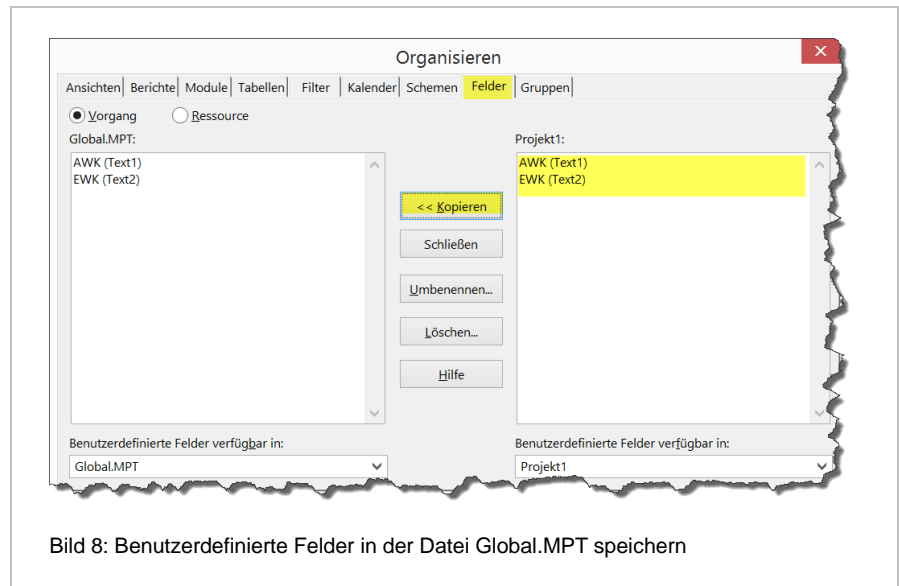 Organisieren
Ansichten Berichte Module Tabellen Filter Kalender Schemen Felder Gruppen
Vorgang Ressource
Global.MPT: Projekt1:
AWK (Text1) AWK (Text1)
EWK (Text2) EWK (Text2)
<< Kopieren
Schließen
Umbenennen...
Löschen...
Hilfe
Benutzerdefinierte Felder verfügbar in: Benutzerdefinierte Felder verfügbar in:
Global.MPT Projekt1
Bild 8: Benutzerdefinierte Felder in der Datei Global.MPT speichern